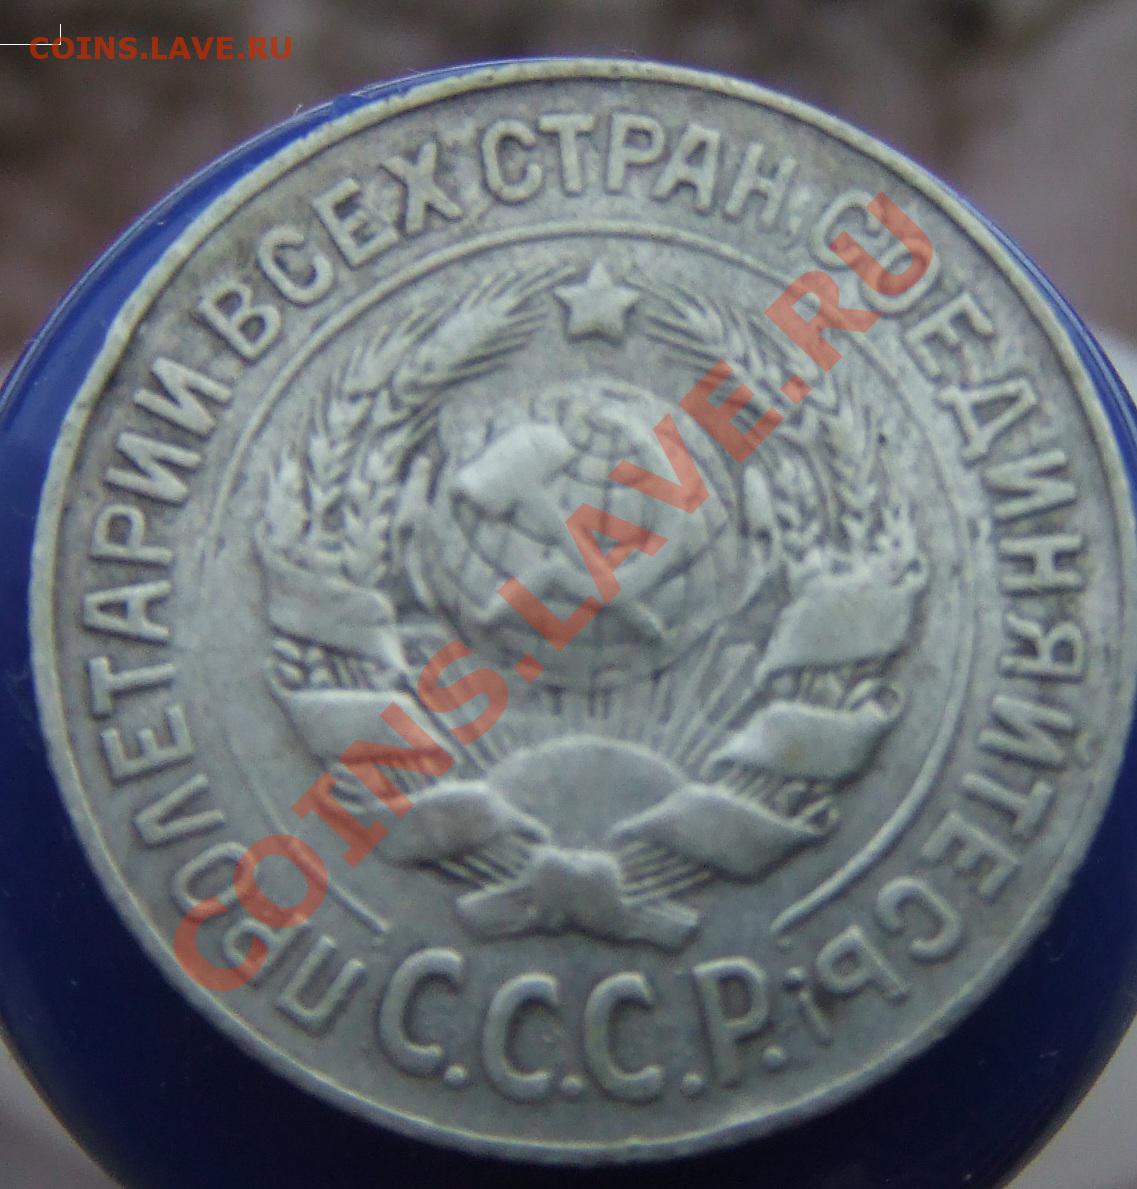 COINS.LAVE.RU
ПРОЛЕТАРИИ ВСЕХ СТРАН, СОЕДИНЯЙТЕСЬ!
С.С.С.Р.
COINS.LAVE.RU